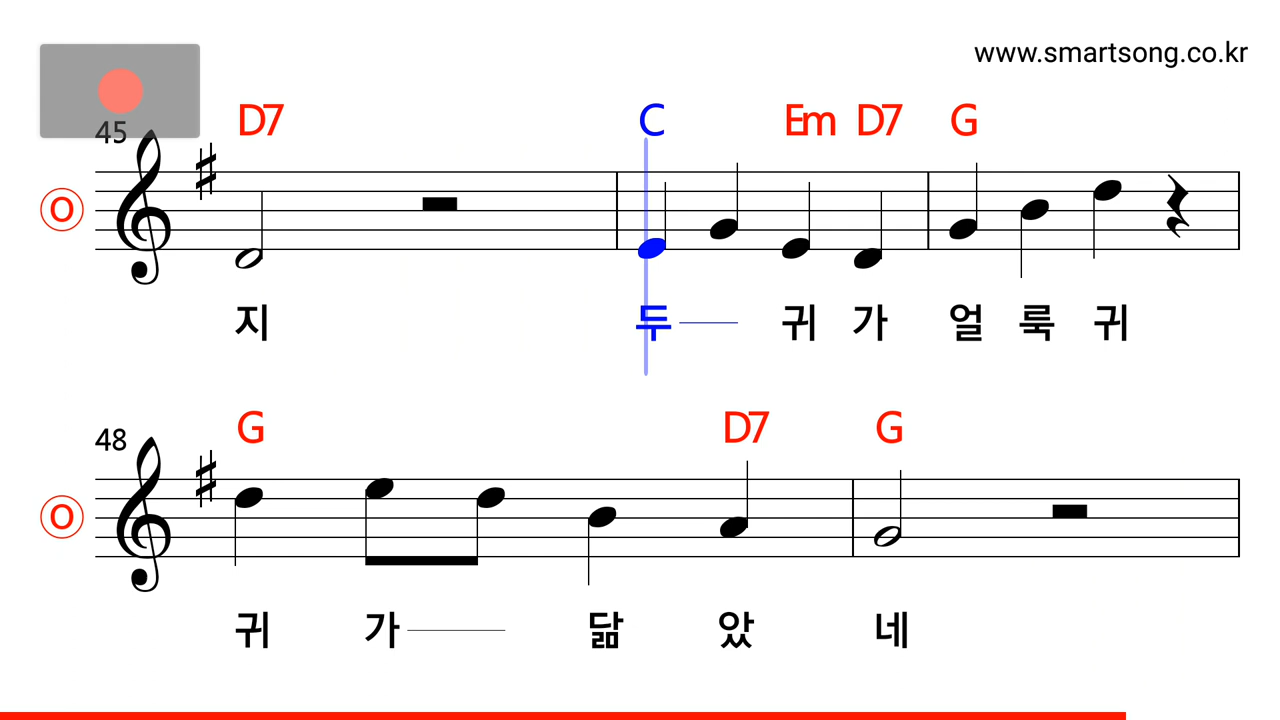 www.smartsong.co.kr
45
D7 C Em D7 G
O
지 두 귀 가 얼 룩 귀
48
G D7 G
O
귀 가 닮 았 네